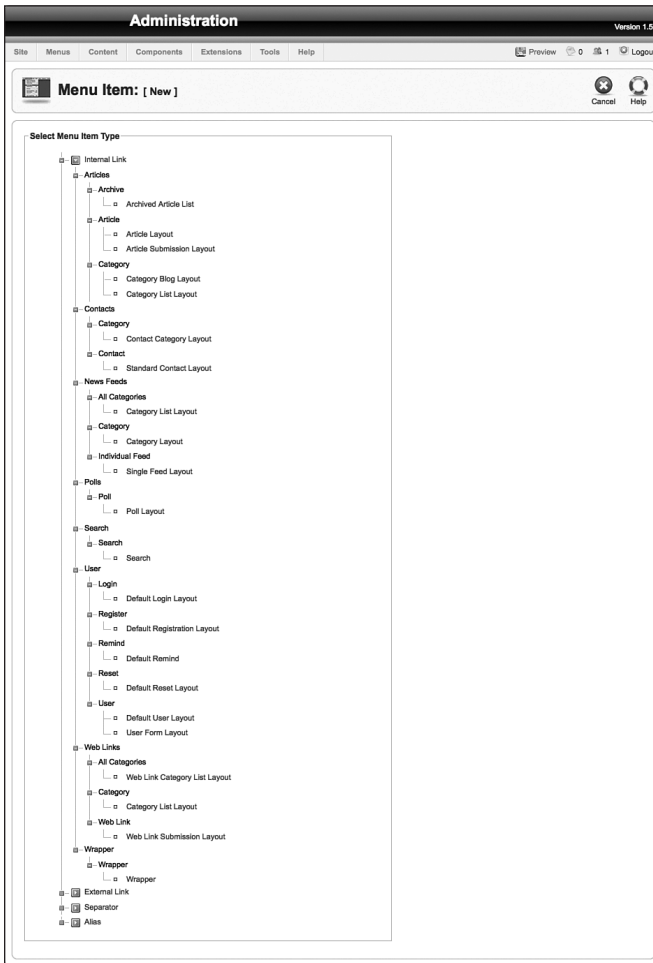 Administration
Version 1.5
Site Menus Content Components Extensions Tools Help Preview 0 1 Logou
Menu Item: [ New ]
Cancel Help
Select Menu Item Type
Internal Link
Articles
Archive
Archived Article List
Article
Article Layout
Article Submission Layout
Category
Category Blog Layout
Category List Layout
Contacts
Category
Contact Category Layout
Contact
Standard Contact Layout
News Feeds
All Categories
Category List Layout
Category
Category Layout
Individual Feed
Single Feed Layout
Polls
Poll
Poll Layout
Search
Search
Search
User
Login
Default Login Layout
Register
Default Registration Layout
Remind
Default Remind
Reset
Default Reset Layout
User
Default User Layout
User Form Layout
Web Links
All Categories
Web Link Category List Layout
Category
Category List Layout
Web Link
Web Link Submission Layout
Wrapper
Wrapper
Wrapper
External Link
Separator
Alias